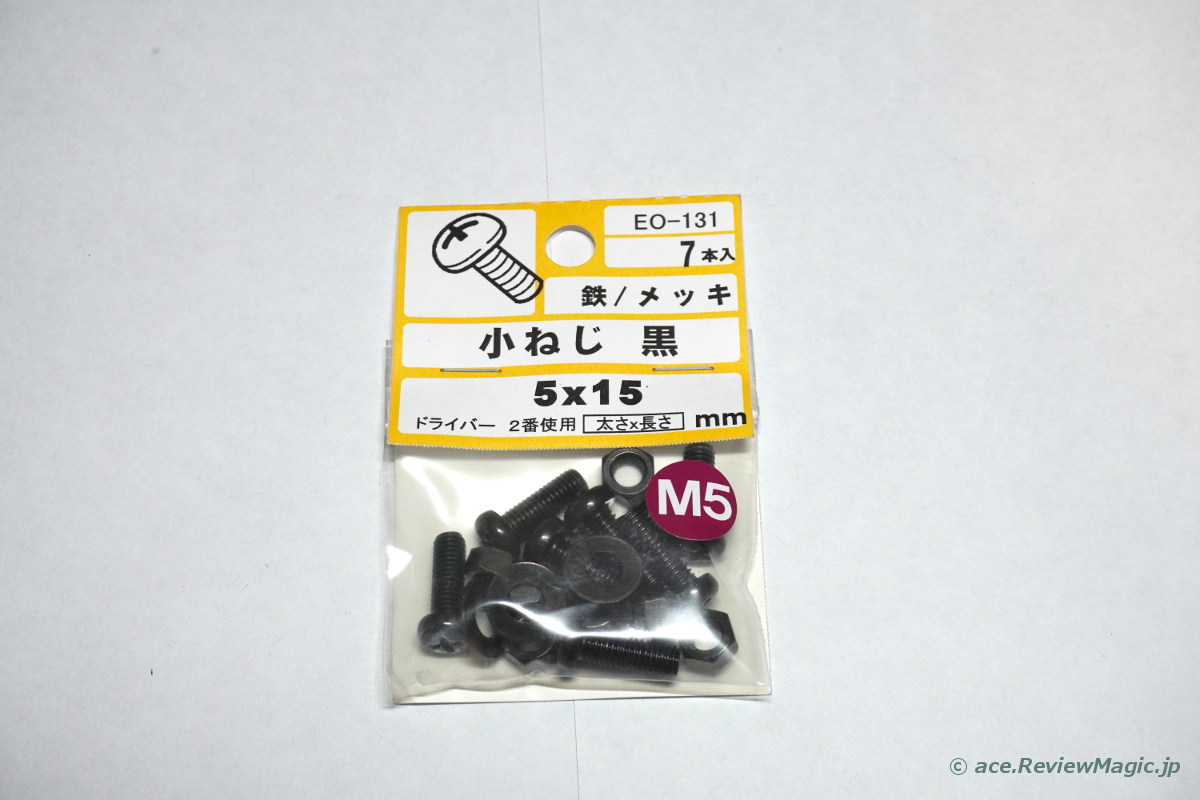 EO-131
7本入
鉄/メッキ
小ねじ 黒
5x15
ドライバー 2番使用 太さx長さ mm
M5
© ace.ReviewMagic.jp